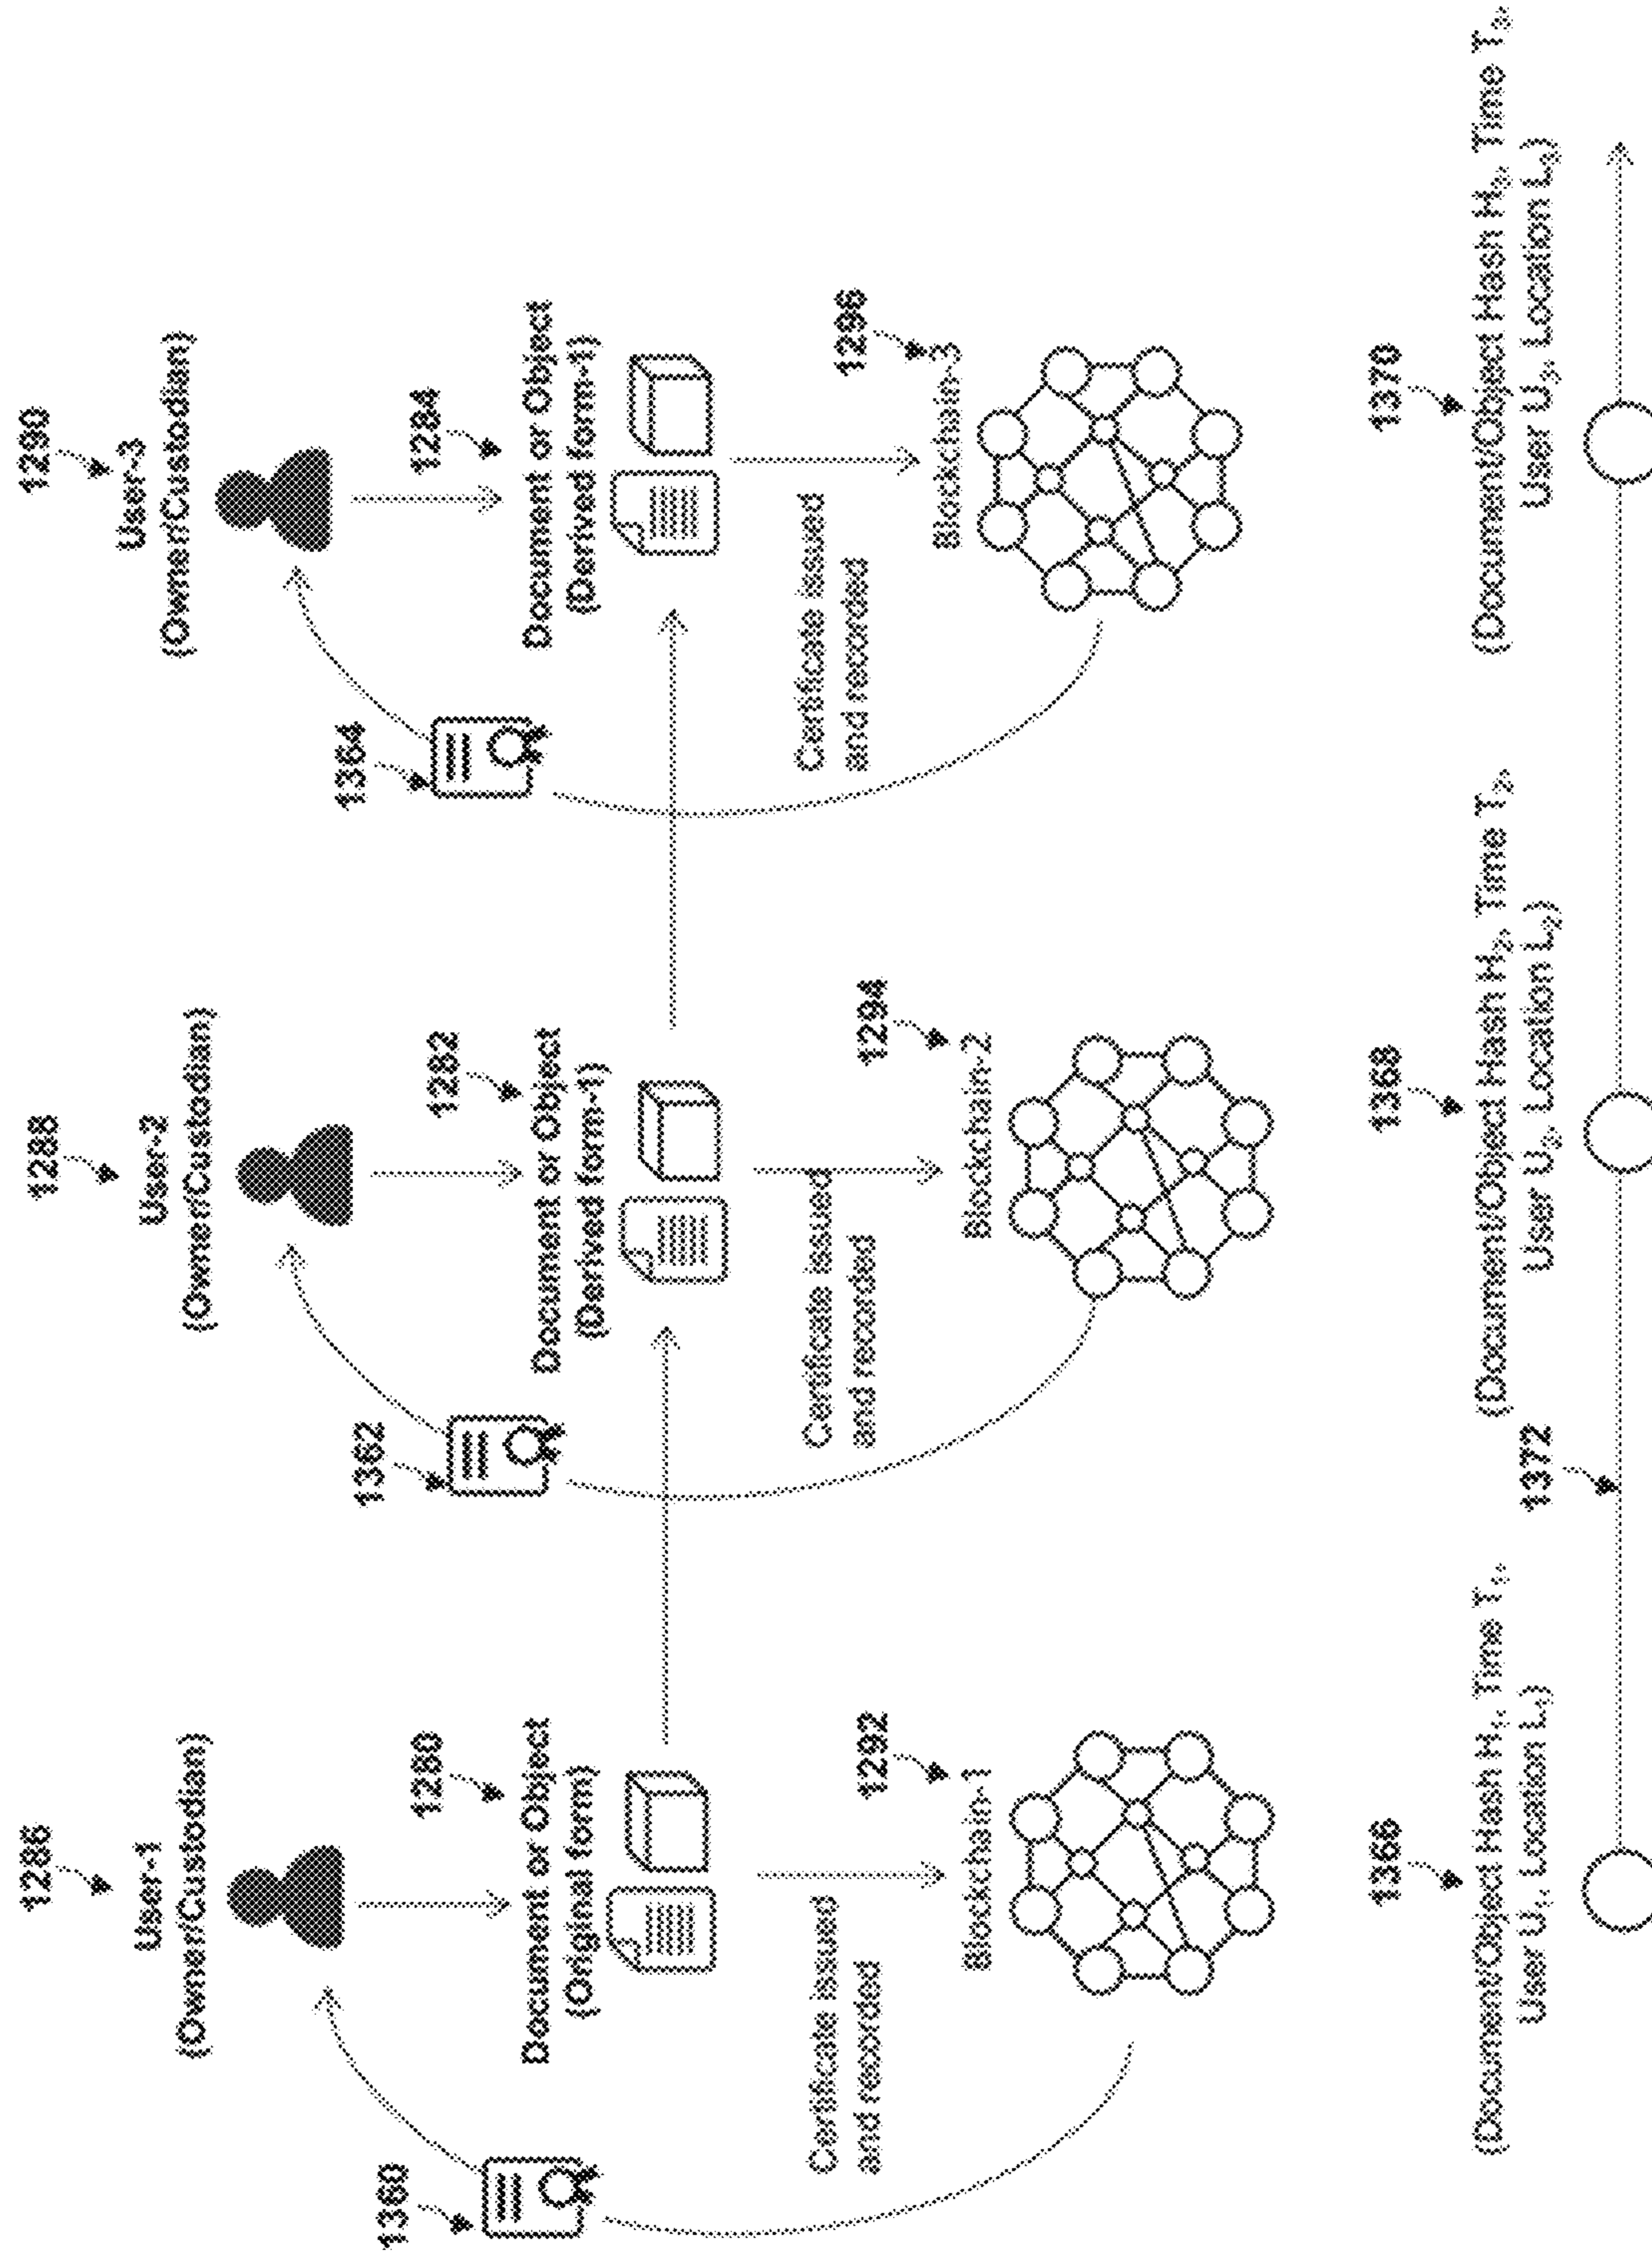 1286
User-1
(Owner/Custodian)
1288
User-2
(Owner/Custodian)
1290
User-3
(Owner/Custodian)
1360
1362
1364
1280
Document or Object
(Original form)
1282
Document or Object
(Derived form-1)
1284
Document or Object
(Derived form-1)
Certificate issued
and recorded
Certificate issued
and recorded
Certificate issued
and recorded
1292
Blockchain-1
1294
Blockchain-2
1296
Blockchain-3
1366
(Document/Object Hash H₁, Time T₁,
User U₁, Location L₁)
1368
(Document/Object Hash H₂, Time T₂,
User U₂, Location L₂)
1370
(Document/Object Hash H₃, Time T₃,
User U₃, Location L₃)
1372